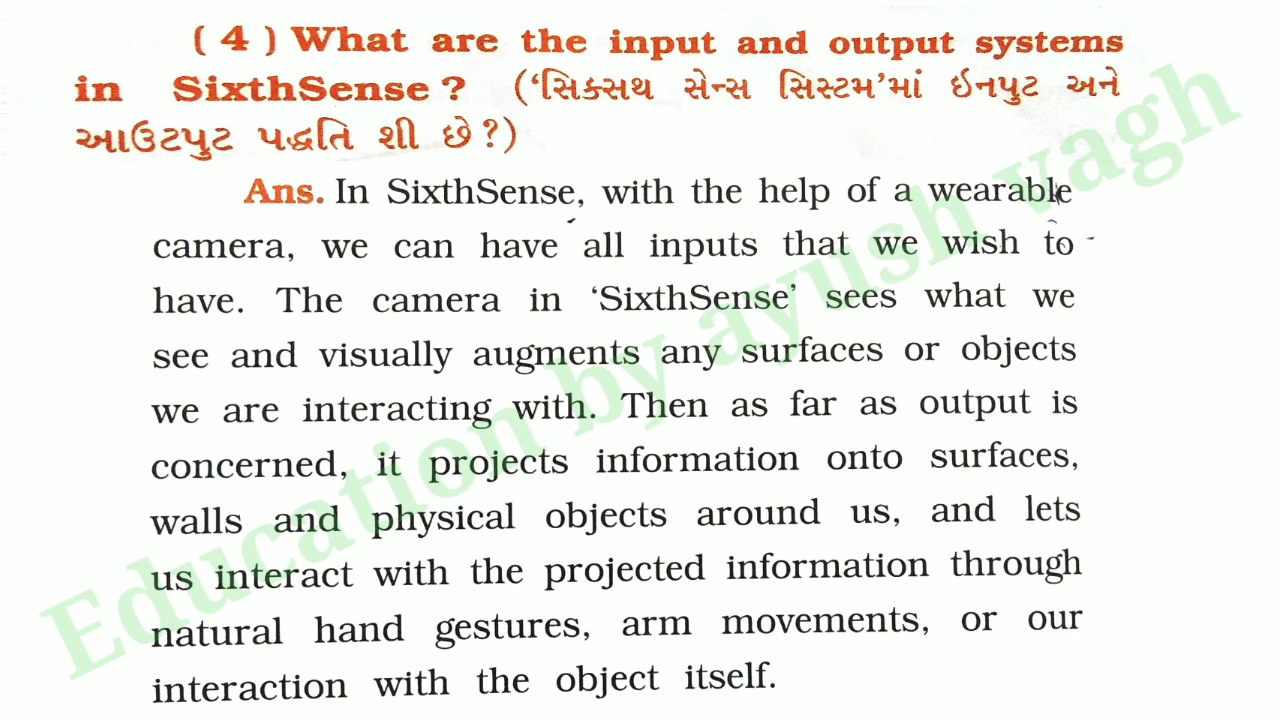 ( 4 ) What are the input and output systems
in SixthSense ? ('સિક્સથ સેન્સ સિસ્ટમ'માં ઈનપુટ અને
આઉટપુટ પદ્ધતિ શી છે?)
Ans. In SixthSense, with the help of a wearable
camera, we can have all inputs that we wish to
have. The camera in 'SixthSense' sees what we
see and visually augments any surfaces or objects
we are interacting with. Then as far as output is
concerned, it projects information onto surfaces,
walls and physical objects around us, and lets
us interact with the projected information through
natural hand gestures, arm movements, or our
interaction with the object itself.
Education by ayush vagh